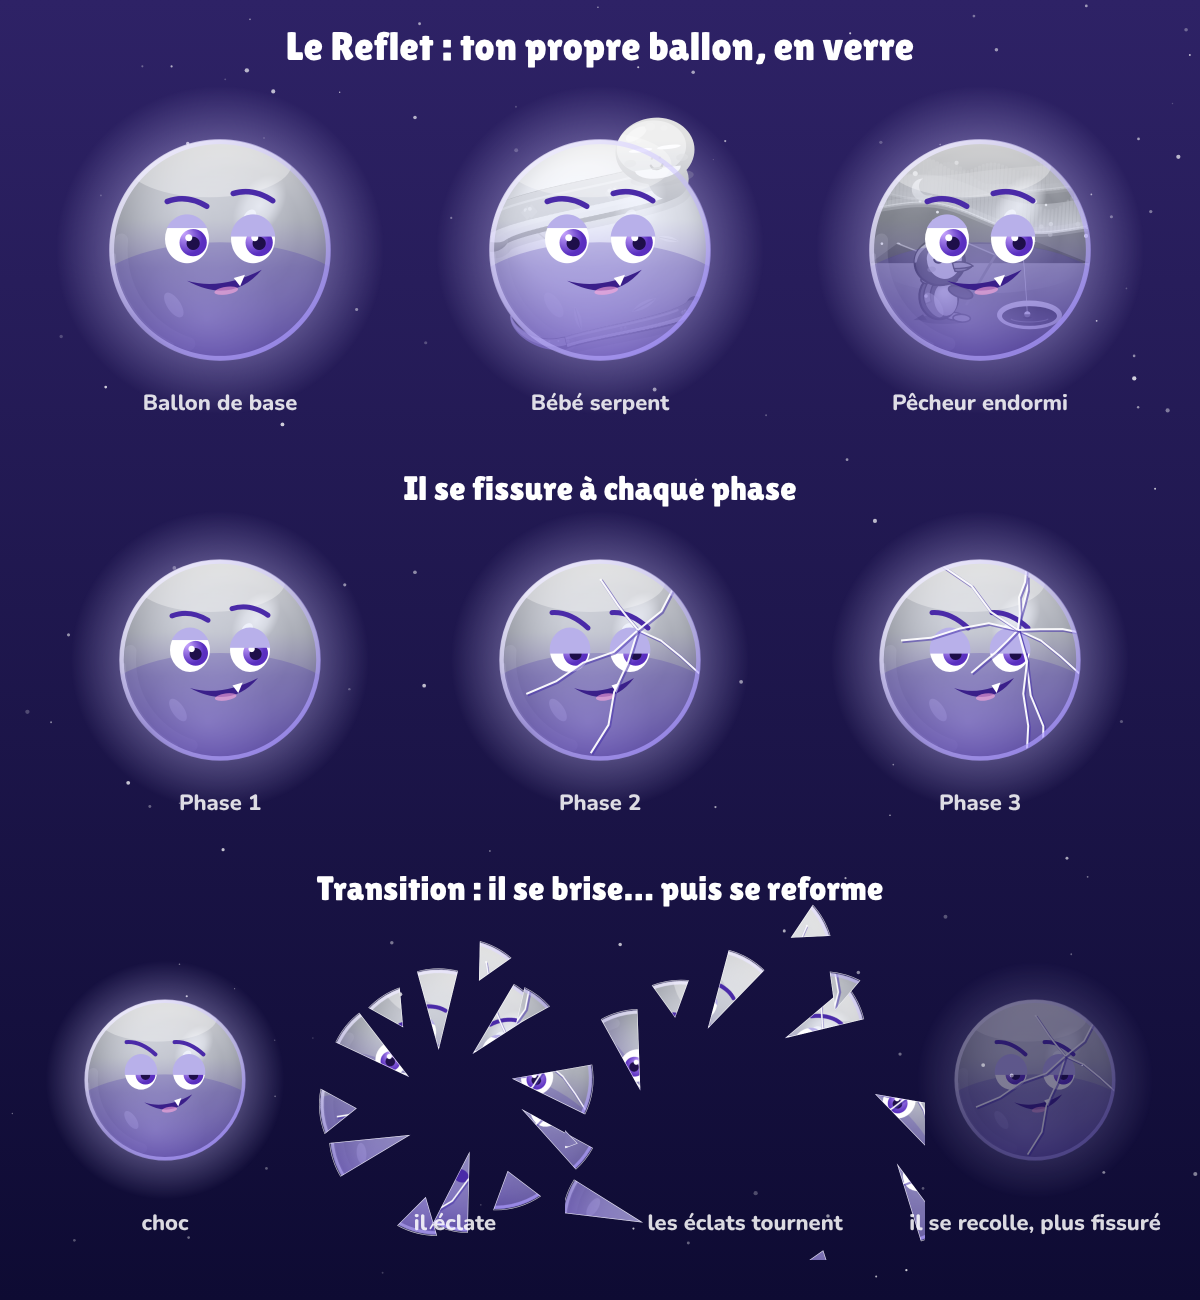 Le Reflet : ton propre ballon, en verre
Ballon de base
Bébé serpent
Pêcheur endormi
Il se fissure à chaque phase
Phase 1
Phase 2
Phase 3
Transition : il se brise… puis se reforme
choc
il éclate
les éclats tournent
il se recolle, plus fissuré